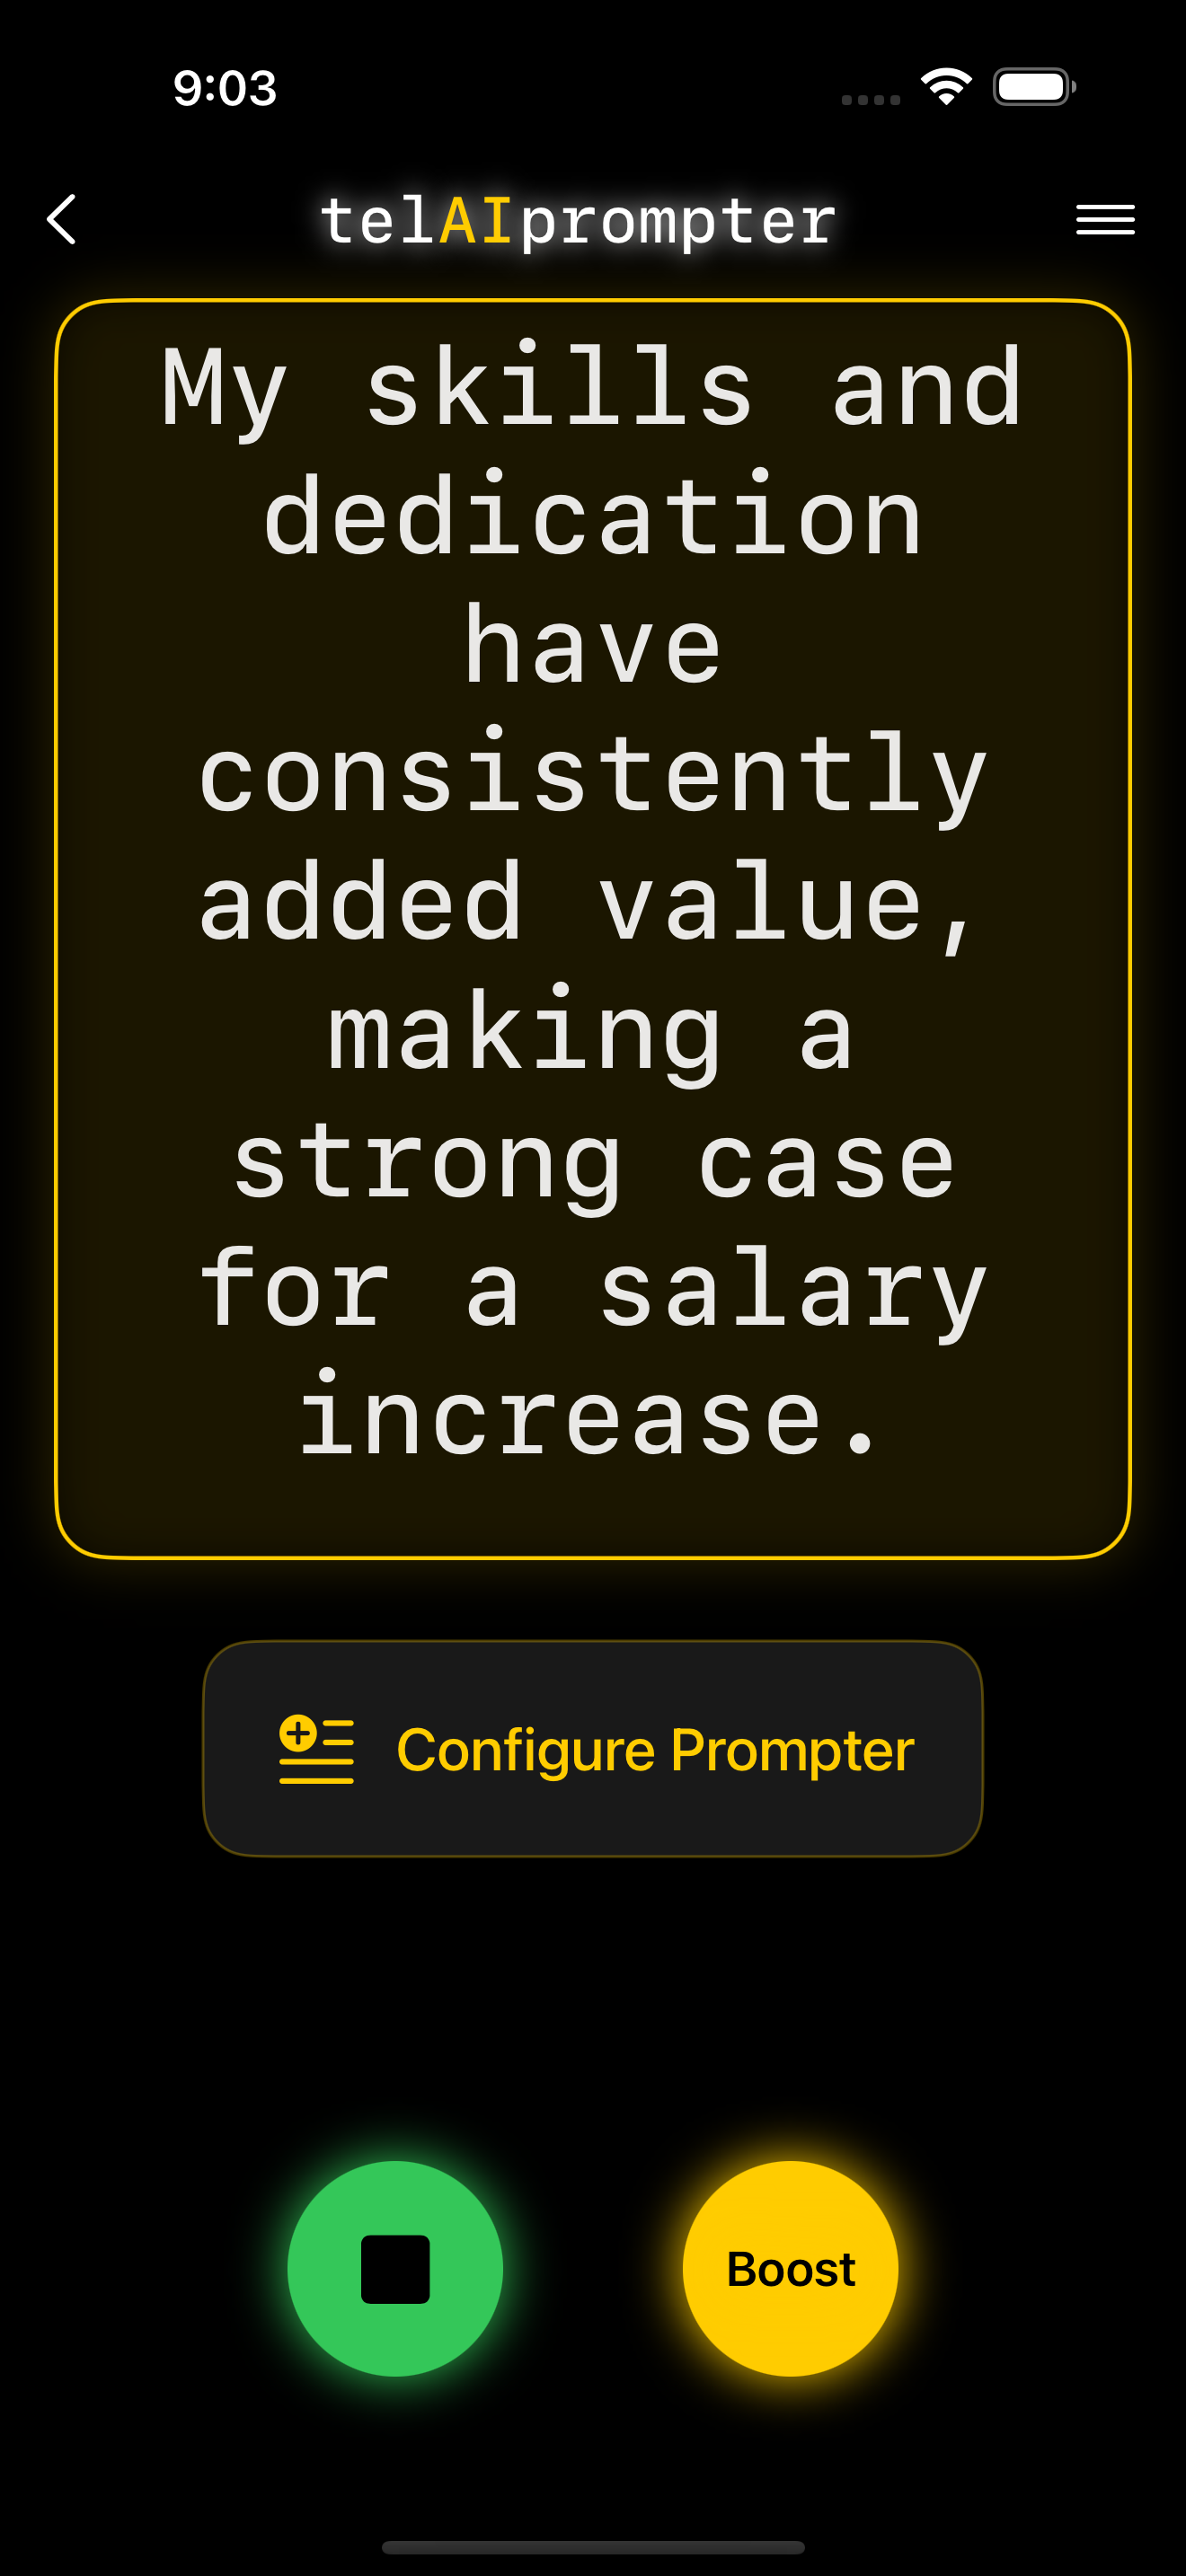 9:03
telAIprompter
My skills and
dedication
have
consistently
added value,
making a
strong case
for a salary
increase.
Configure Prompter
Boost